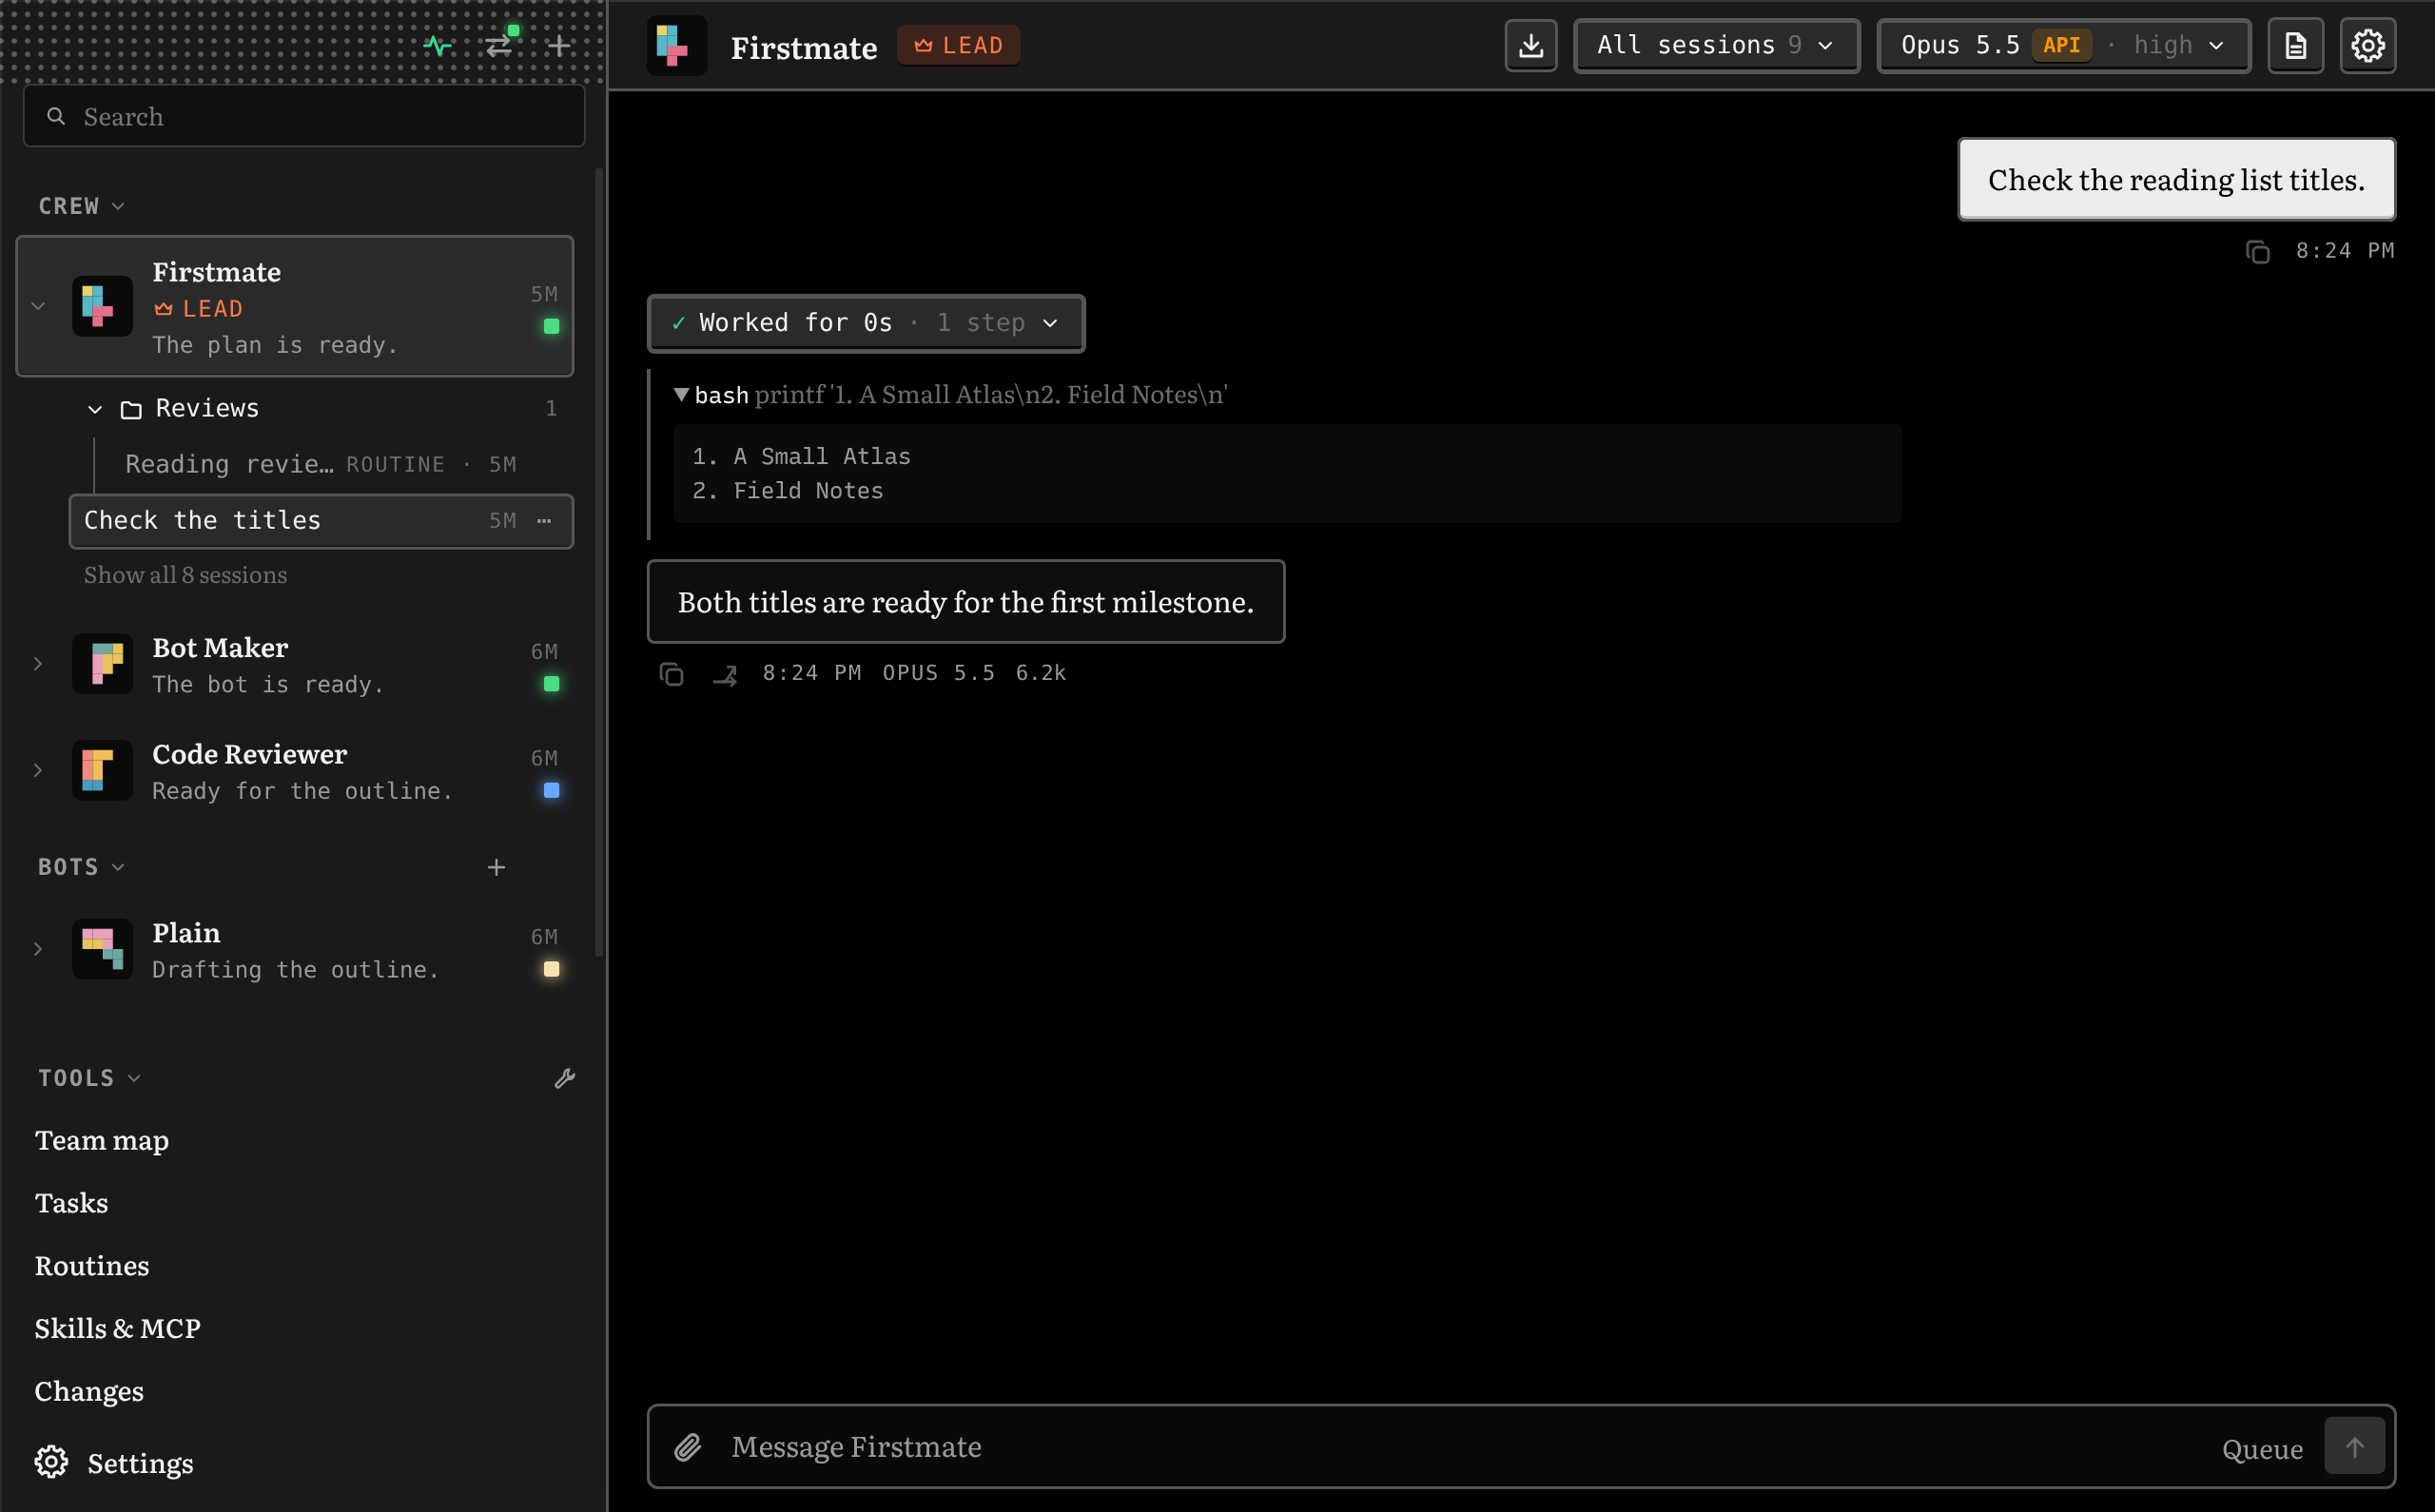 Search
CREW
Firstmate
LEAD
The plan is ready.
5M
Reviews 1
Reading revie… ROUTINE · 5M
Check the titles 5M ⋯
Show all 8 sessions
Bot Maker 6M
The bot is ready.
Code Reviewer 6M
Ready for the outline.
BOTS
Plain 6M
Drafting the outline.
TOOLS
Team map
Tasks
Routines
Skills & MCP
Changes
Settings
Firstmate LEAD
All sessions 9
Opus 5.5 API · high
Check the reading list titles.
8:24 PM
✓ Worked for 0s · 1 step
bash printf '1. A Small Atlas\n2. Field Notes\n'
1. A Small Atlas
2. Field Notes
Both titles are ready for the first milestone.
8:24 PM OPUS 5.5 6.2k
Message Firstmate
Queue